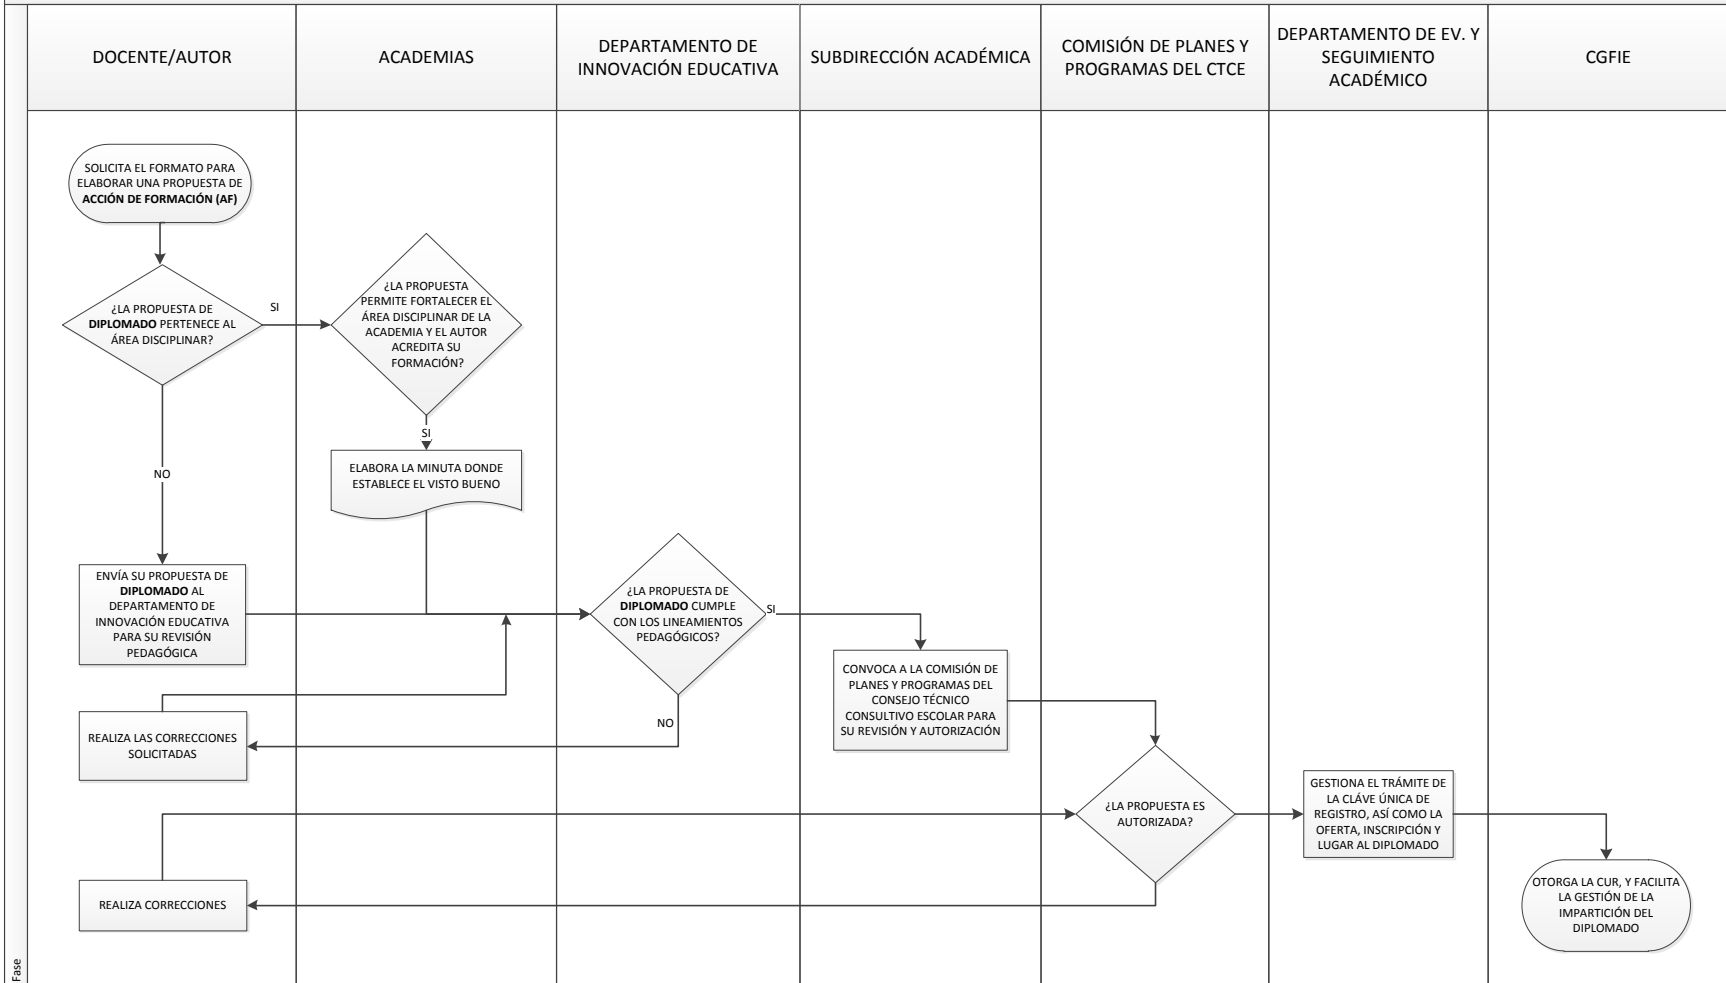 DOCENTE/AUTOR
ACADEMIAS
DEPARTAMENTO DE
INNOVACIÓN EDUCATIVA
SUBDIRECCIÓN ACADÉMICA
COMISIÓN DE PLANES Y
PROGRAMAS DEL CTCE
DEPARTAMENTO DE EV. Y
SEGUIMIENTO
ACADÉMICO
CGFIE
SOLICITA EL FORMATO PARA
ELABORAR UNA PROPUESTA DE
ACCIÓN DE FORMACIÓN (AF)
¿LA PROPUESTA DE
DIPLOMADO PERTENECE AL
ÁREA DISCIPLINAR?
SI
¿LA PROPUESTA
PERMITE FORTALECER EL
ÁREA DISCIPLINAR DE LA
ACADEMIA Y EL AUTOR
ACREDITA SU
FORMACIÓN?
SI
ELABORA LA MINUTA DONDE
ESTABLECE EL VISTO BUENO
NO
ENVÍA SU PROPUESTA DE
DIPLOMADO AL
DEPARTAMENTO DE
INNOVACIÓN EDUCATIVA
PARA SU REVISIÓN
PEDAGÓGICA
¿LA PROPUESTA DE
DIPLOMADO CUMPLE
CON LOS LINEAMIENTOS
PEDAGÓGICOS?
SI
NO
REALIZA LAS CORRECCIONES
SOLICITADAS
CONVOCA A LA COMISIÓN DE
PLANES Y PROGRAMAS DEL
CONSEJO TÉCNICO
CONSULTIVO ESCOLAR PARA
SU REVISIÓN Y AUTORIZACIÓN
¿LA PROPUESTA ES
AUTORIZADA?
GESTIONA EL TRÁMITE DE
LA CLÁVE ÚNICA DE
REGISTRO, ASÍ COMO LA
OFERTA, INSCRIPCIÓN Y
LUGAR AL DIPLOMADO
REALIZA CORRECCIONES
OTORGA LA CUR, Y FACILITA
LA GESTIÓN DE LA
IMPARTICIÓN DEL
DIPLOMADO
Fase